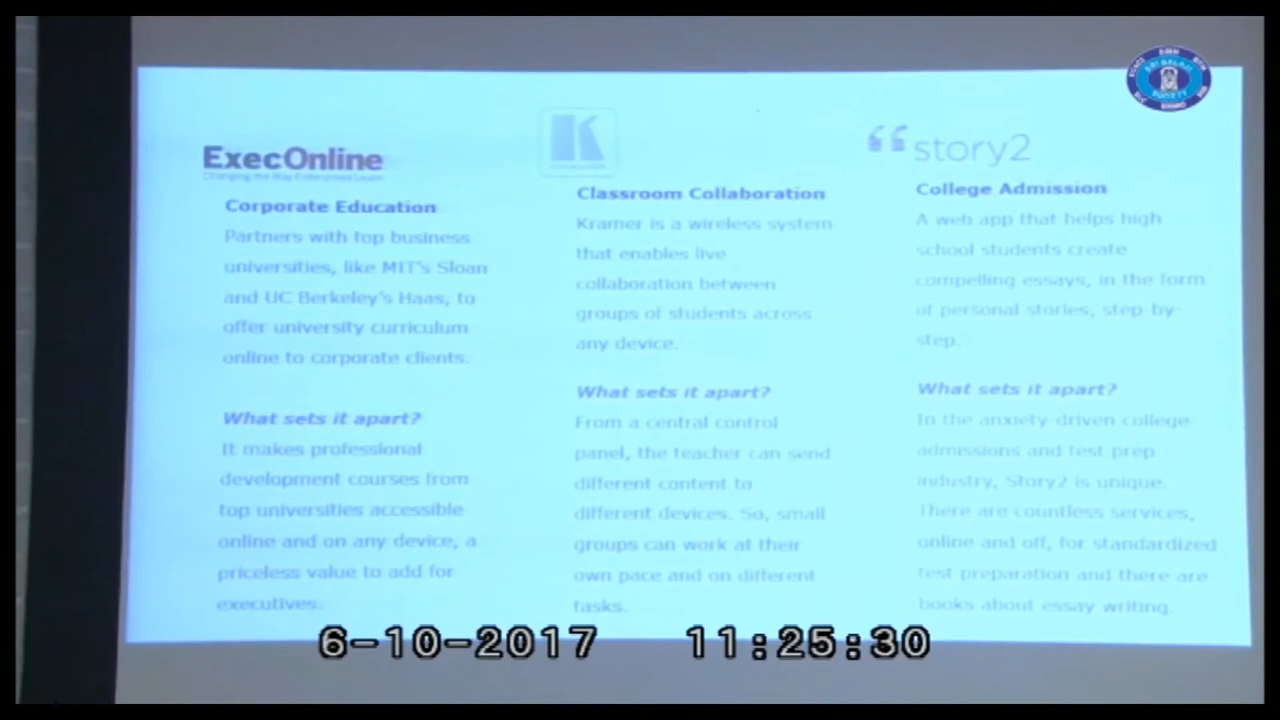 ExecOnline
Changing the Way Enterprises Learn
Corporate Education
Partners with top business
universities, like MIT's Sloan
and UC Berkeley's Haas, to
offer university curriculum
online to corporate clients.
What sets it apart?
It makes professional
development courses from
top universities accessible
online and on any device, a
priceless value to add for
executives.
K
Classroom Collaboration
Kramer is a wireless system
that enables live
collaboration between
groups of students across
any device.
What sets it apart?
From a central control
panel, the teacher can send
different content to
different devices. So, small
groups can work at their
own pace and on different
tasks.
“story2
College Admission
A web app that helps high
school students create
compelling essays, in the form
of personal stories, step-by-
step.
What sets it apart?
In the anxiety-driven college
admissions and test prep
industry, Story2 is unique.
There are countless services,
online and off, for standardized
test preparation and there are
books about essay writing.
6-10-2017 11:25:30